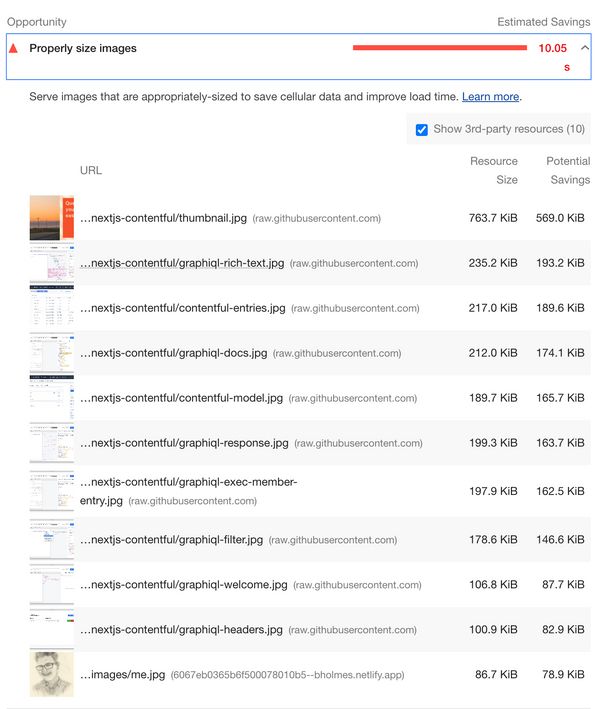 Opportunity Estimated Savings
Properly size images 10.05
s
Serve images that are appropriately-sized to save cellular data and improve load time. Learn more.
Show 3rd-party resources (10)
URL Resource Size Potential Savings
…nextjs-contentful/thumbnail.jpg (raw.githubusercontent.com) 763.7 KiB 569.0 KiB
…nextjs-contentful/graphiql-rich-text.jpg (raw.githubusercontent.com) 235.2 KiB 193.2 KiB
…nextjs-contentful/contentful-entries.jpg (raw.githubusercontent.com) 217.0 KiB 189.6 KiB
…nextjs-contentful/graphiql-docs.jpg (raw.githubusercontent.com) 212.0 KiB 174.1 KiB
…nextjs-contentful/contentful-model.jpg (raw.githubusercontent.com) 189.7 KiB 165.7 KiB
…nextjs-contentful/graphiql-response.jpg (raw.githubusercontent.com) 199.3 KiB 163.7 KiB
…nextjs-contentful/graphiql-exec-member-
entry.jpg (raw.githubusercontent.com) 197.9 KiB 162.5 KiB
…nextjs-contentful/graphiql-filter.jpg (raw.githubusercontent.com) 178.6 KiB 146.6 KiB
…nextjs-contentful/graphiql-welcome.jpg (raw.githubusercontent.com) 106.8 KiB 87.7 KiB
…nextjs-contentful/graphiql-headers.jpg (raw.githubusercontent.com) 100.9 KiB 82.9 KiB
…images/me.jpg (6067eb0365b6f500078010b5--bholmes.netlify.app) 86.7 KiB 78.9 KiB